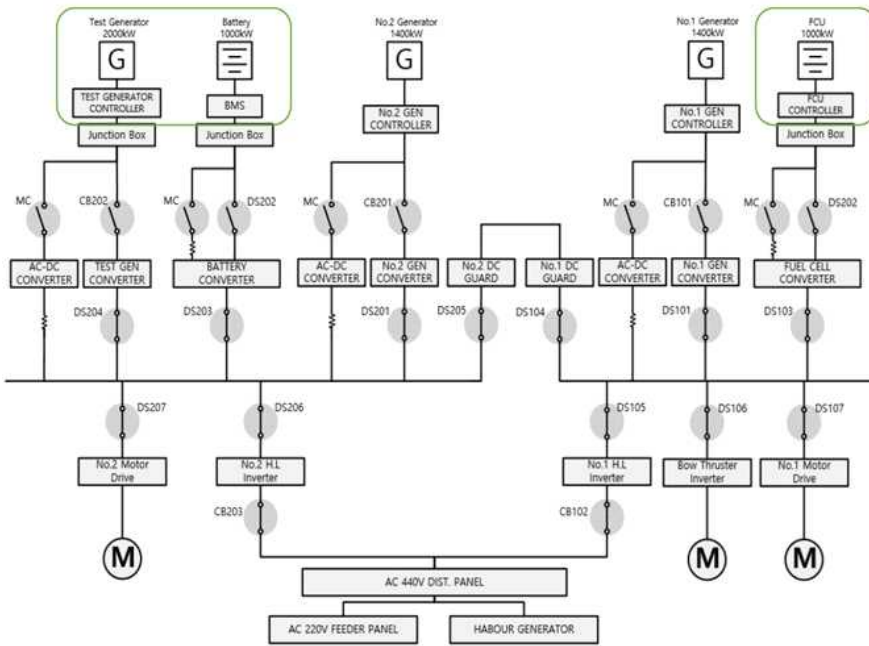 Test Generator
2000kW
Battery
1000kW
No.2 Generator
1400kW
No.1 Generator
1400kW
FCU
1000kW
G
G
G
TEST GENERATOR
CONTROLLER
BMS
No.2 GEN
CONTROLLER
No.1 GEN
CONTROLLER
FCU
CONTROLLER
Junction Box
Junction Box
Junction Box
MC
CB202
MC
DS202
MC
CB201
MC
CB101
MC
DS202
AC-DC
CONVERTER
TEST GEN
CONVERTER
BATTERY
CONVERTER
AC-DC
CONVERTER
No.2 GEN
CONVERTER
No.2 DC
GUARD
No.1 DC
GUARD
AC-DC
CONVERTER
No.1 GEN
CONVERTER
FUEL CELL
CONVERTER
DS204
DS203
DS201
DS205
DS104
DS101
DS103
DS207
DS206
DS105
DS106
DS107
No.2 Motor
Drive
No.2 H.L
Inverter
No.1 H.L
Inverter
Bow Thruster
Inverter
No.1 Motor
Drive
CB203
CB102
M
M
M
AC 440V DIST. PANEL
AC 220V FEEDER PANEL
HABOUR GENERATOR